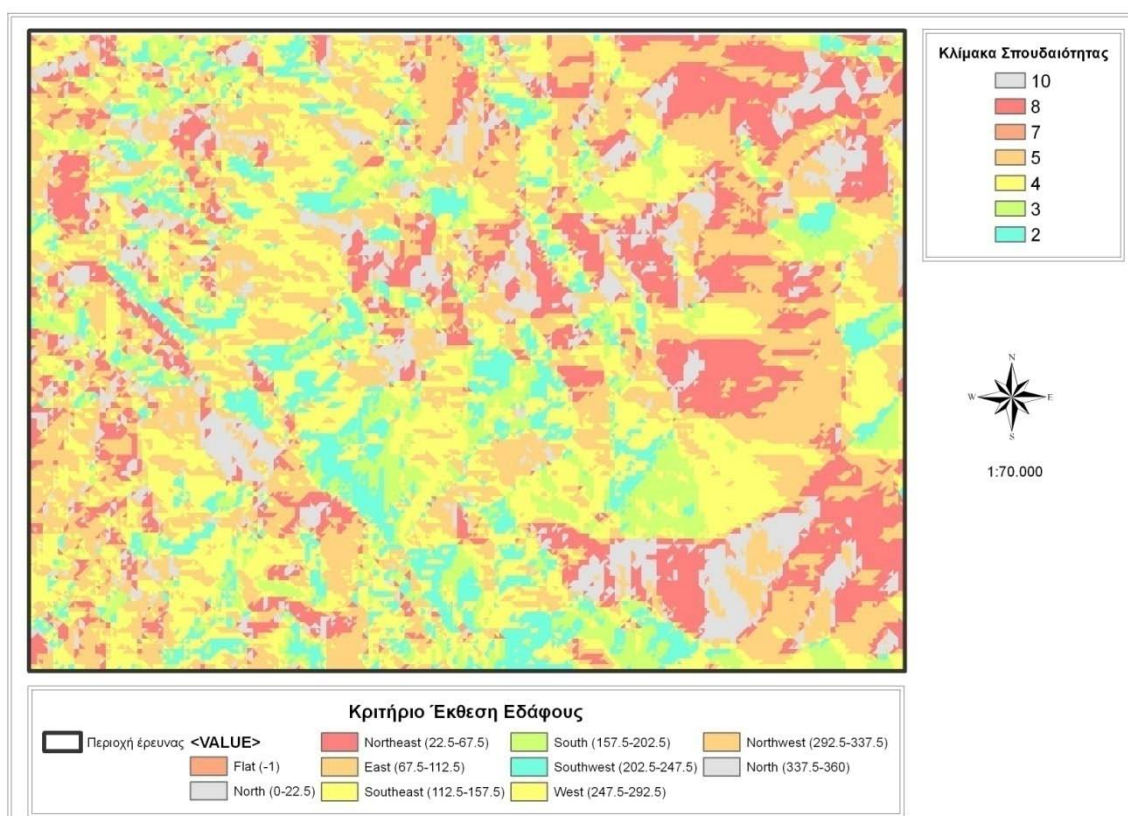 Κλίμακα Σπουδαιότητας
10
8
7
5
4
3
2
N
W E
S
1:70.000
Κριτήριο Έκθεση Εδάφους
Περιοχή έρευνας <VALUE>
Flat (-1)
North (0-22.5)
Northeast (22.5-67.5)
East (67.5-112.5)
Southeast (112.5-157.5)
South (157.5-202.5)
Southwest (202.5-247.5)
West (247.5-292.5)
Northwest (292.5-337.5)
North (337.5-360)